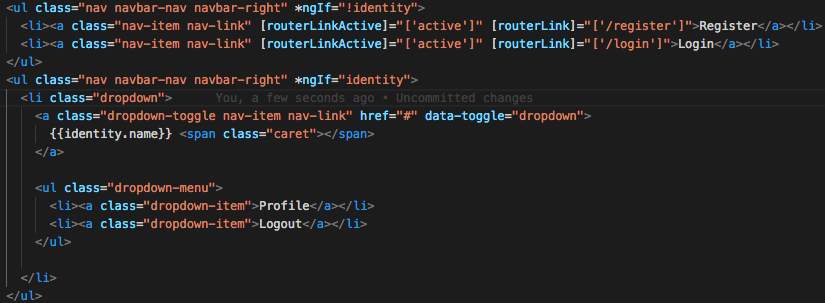 <ul class="nav navbar-nav navbar-right" *ngIf="!identity">
<li><a class="nav-item nav-link" [routerLinkActive]="['active']" [routerLink]="['/register']">Register</a></li>
<li><a class="nav-item nav-link" [routerLinkActive]="['active']" [routerLink]="['/login']">Login</a></li>
</ul>
<ul class="nav navbar-nav navbar-right" *ngIf="identity">
<li class="dropdown"> You, a few seconds ago • Uncommitted changes
<a class="dropdown-toggle nav-item nav-link" href="#" data-toggle="dropdown">
{{identity.name}} <span class="caret"></span>
</a>
<ul class="dropdown-menu">
<li><a class="dropdown-item">Profile</a></li>
<li><a class="dropdown-item">Logout</a></li>
</ul>
</li>
</ul>